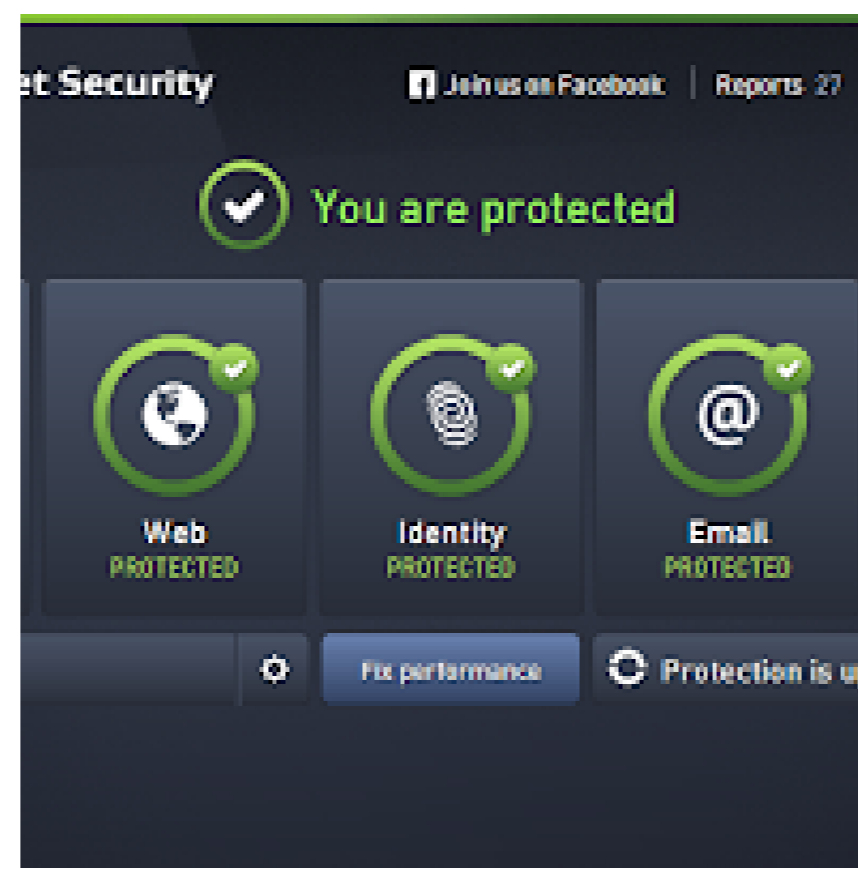 et Security
Join us on Facebook
Reports 27
You are protected
Web
PROTECTED
Identity
PROTECTED
@
Email
PROTECTED
Fix performance
Protection is u